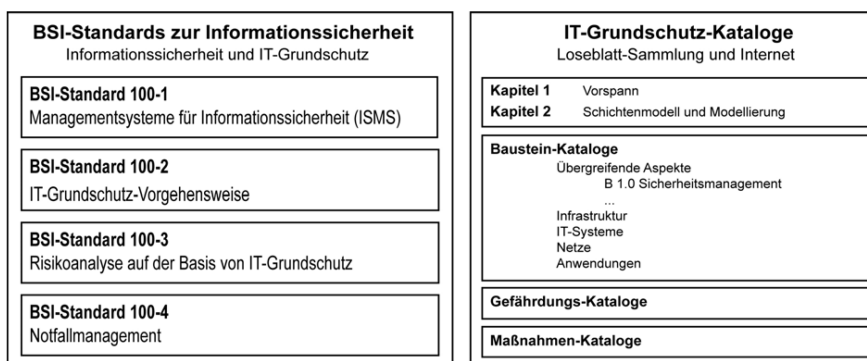 BSI-Standards zur Informationssicherheit
Informationssicherheit und IT-Grundschutz
BSI-Standard 100-1
Managementsysteme für Informationssicherheit (ISMS)
BSI-Standard 100-2
IT-Grundschutz-Vorgehensweise
BSI-Standard 100-3
Risikoanalyse auf der Basis von IT-Grundschutz
BSI-Standard 100-4
Notfallmanagement
IT-Grundschutz-Kataloge
Loseblatt-Sammlung und Internet
Kapitel 1 Vorspann
Kapitel 2 Schichtenmodell und Modellierung
Baustein-Kataloge
Übergreifende Aspekte
B 1.0 Sicherheitsmanagement
...
Infrastruktur
IT-Systeme
Netze
Anwendungen
Gefährdungs-Kataloge
Maßnahmen-Kataloge